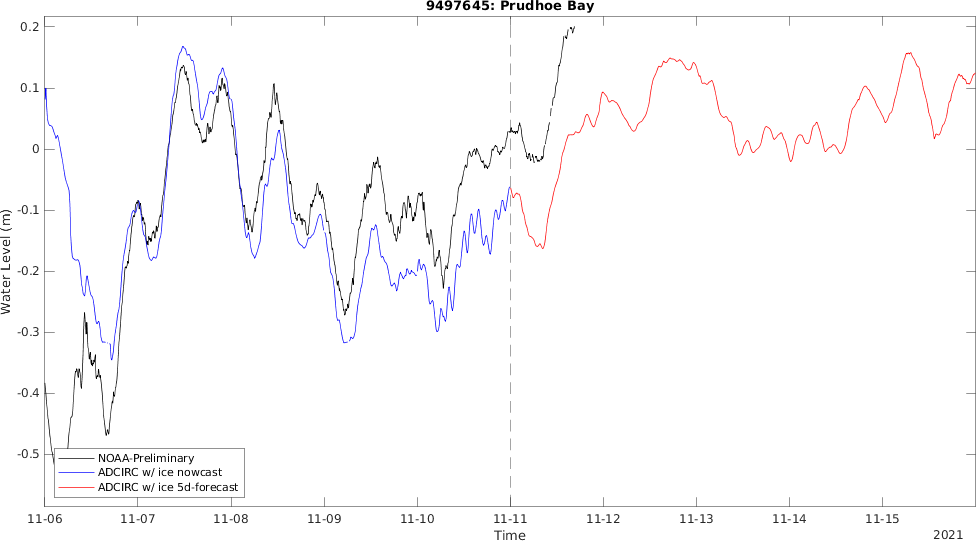 9497645: Prudhoe Bay
0.2
0.1
0
-0.1
-0.2
-0.3
-0.4
-0.5
Water Level (m)
NOAA-Preliminary
ADCIRC w/ ice nowcast
ADCIRC w/ ice 5d-forecast
11-06 11-07 11-08 11-09 11-10 11-11 11-12 11-13 11-14 11-15
Time
2021